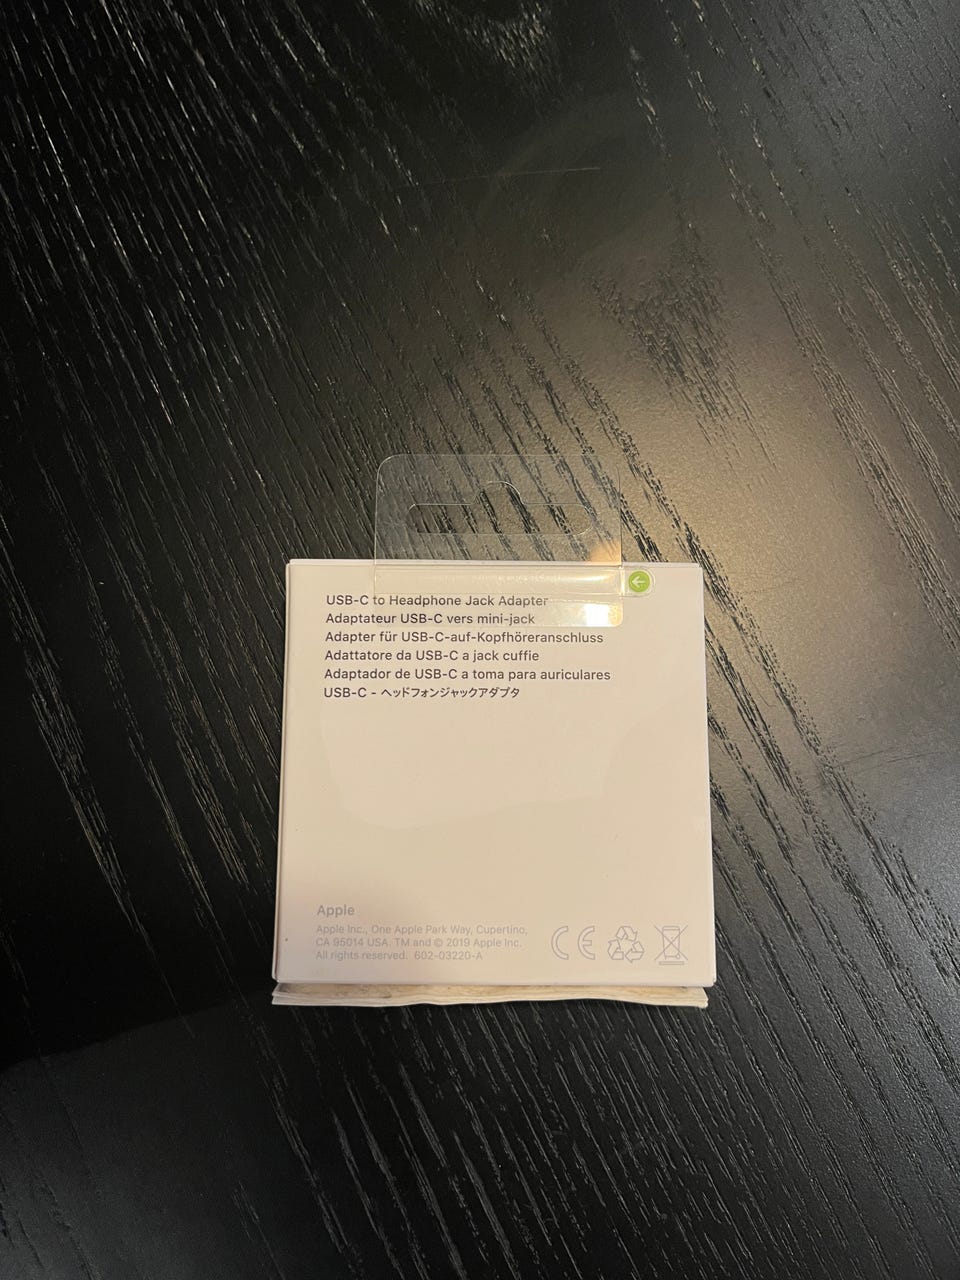 USB-C to Headphone Jack Adapter
Adaptateur USB-C vers mini-jack
Adapter für USB-C-auf-Kopfhöreranschluss
Adattatore da USB-C a jack cuffie
Adaptador de USB-C a toma para auriculares
USB-C - ヘッドフォンジャックアダプタ
Apple
Apple Inc., One Apple Park Way, Cupertino,
CA 95014 USA. TM and © 2019 Apple Inc.
All rights reserved. 602-03220-A
CE